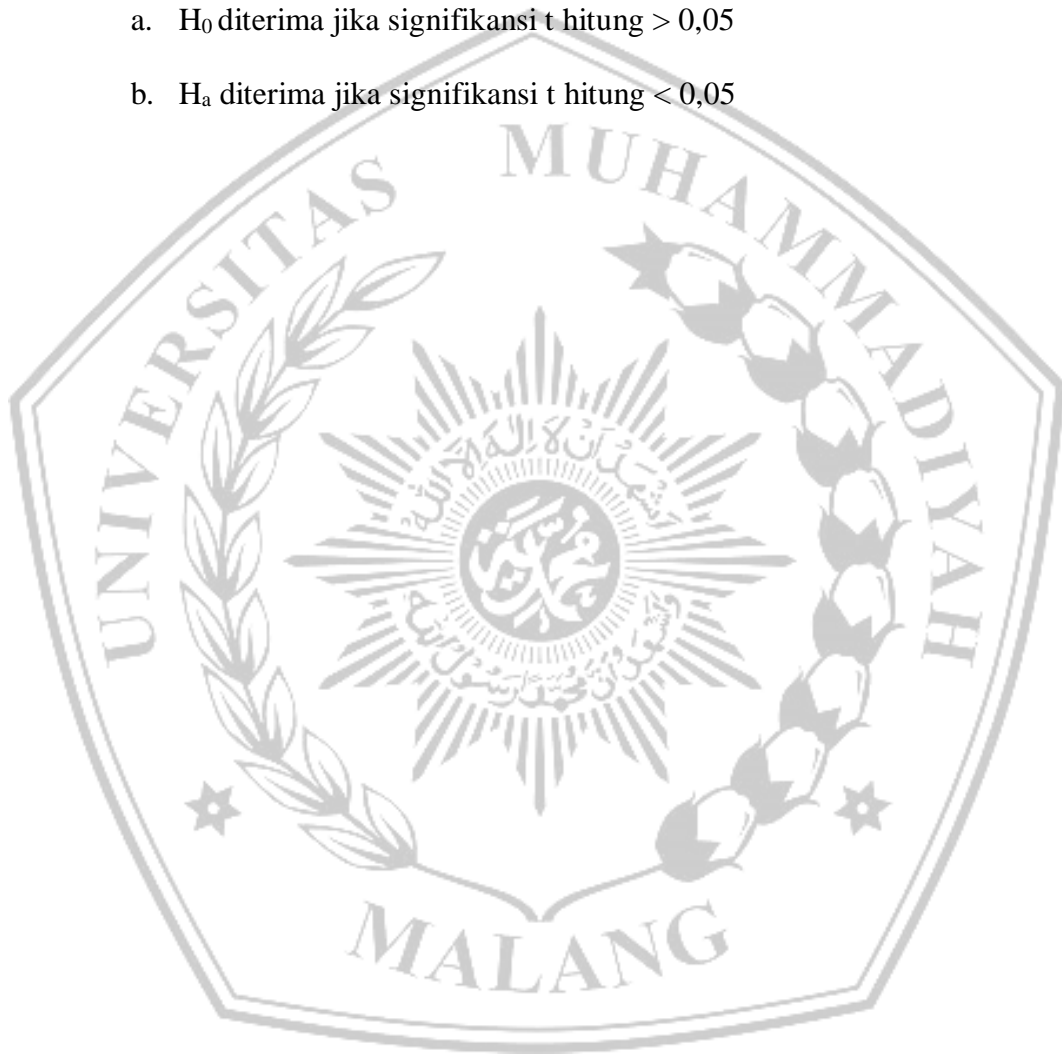 a. H₀ diterima jika signifikansi t hitung > 0,05
b. Hₐ diterima jika signifikansi t hitung < 0,05
UNIVERSITAS MUHAMMADIYAH
MALANG